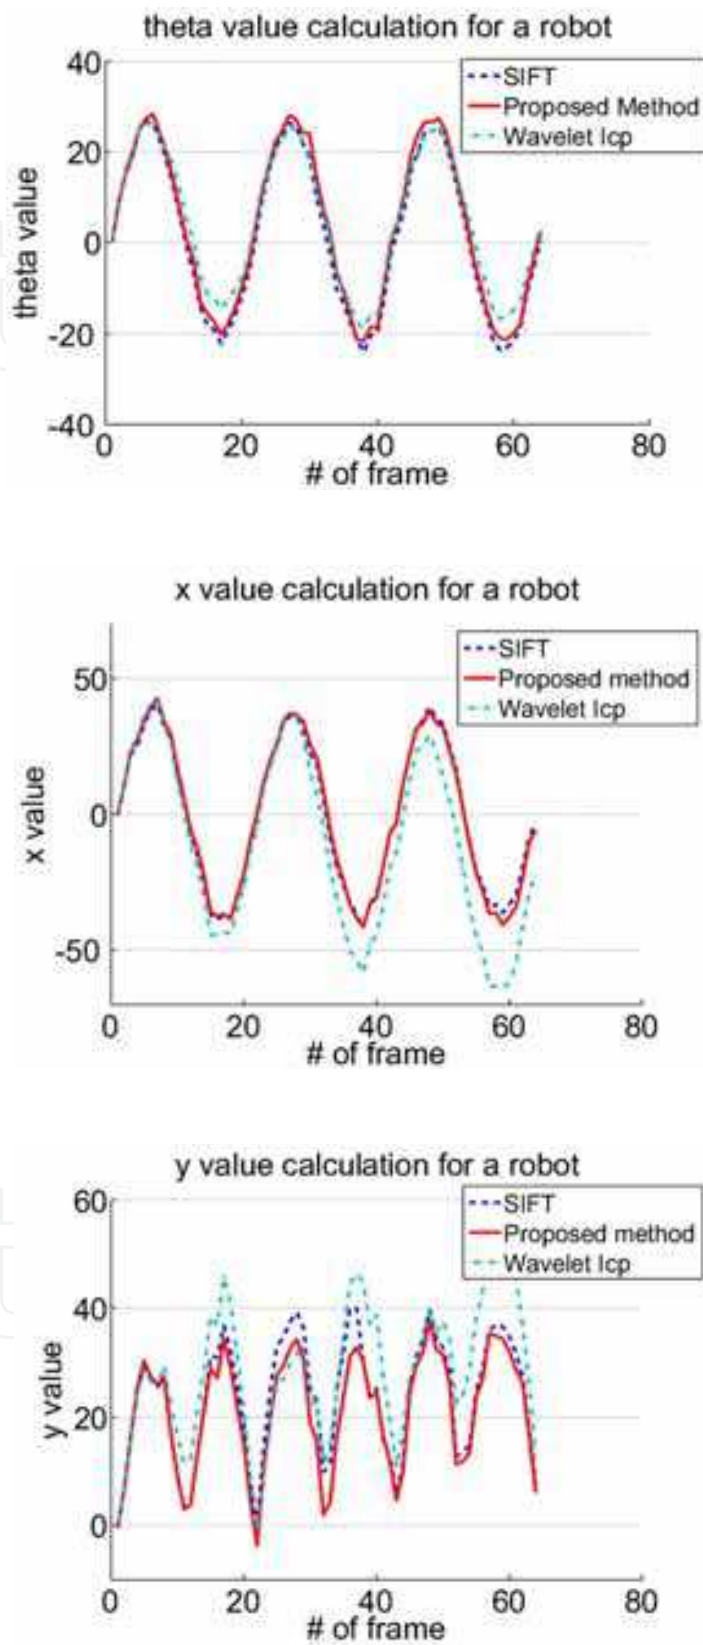 theta value calculation for a robot
40
20
0
-20
-40
theta value
SIFT
Proposed Method
Wavelet Icp
0 20 40 60 80
# of frame
x value calculation for a robot
50
0
-50
x value
SIFT
Proposed method
Wavelet Icp
0 20 40 60 80
# of frame
y value calculation for a robot
60
40
20
0
y value
SIFT
Proposed method
Wavelet Icp
0 20 40 60 80
# of frame